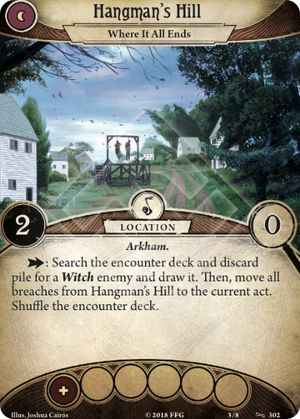 Hangman's Hill
Where It All Ends
2
0
LOCATION
Arkham.
: Search the encounter deck and discard
pile for a Witch enemy and draw it. Then, move all
breaches from Hangman's Hill to the current act.
Shuffle the encounter deck.
Illus. Joshua Cairós
© 2018 FFG
3/8
302